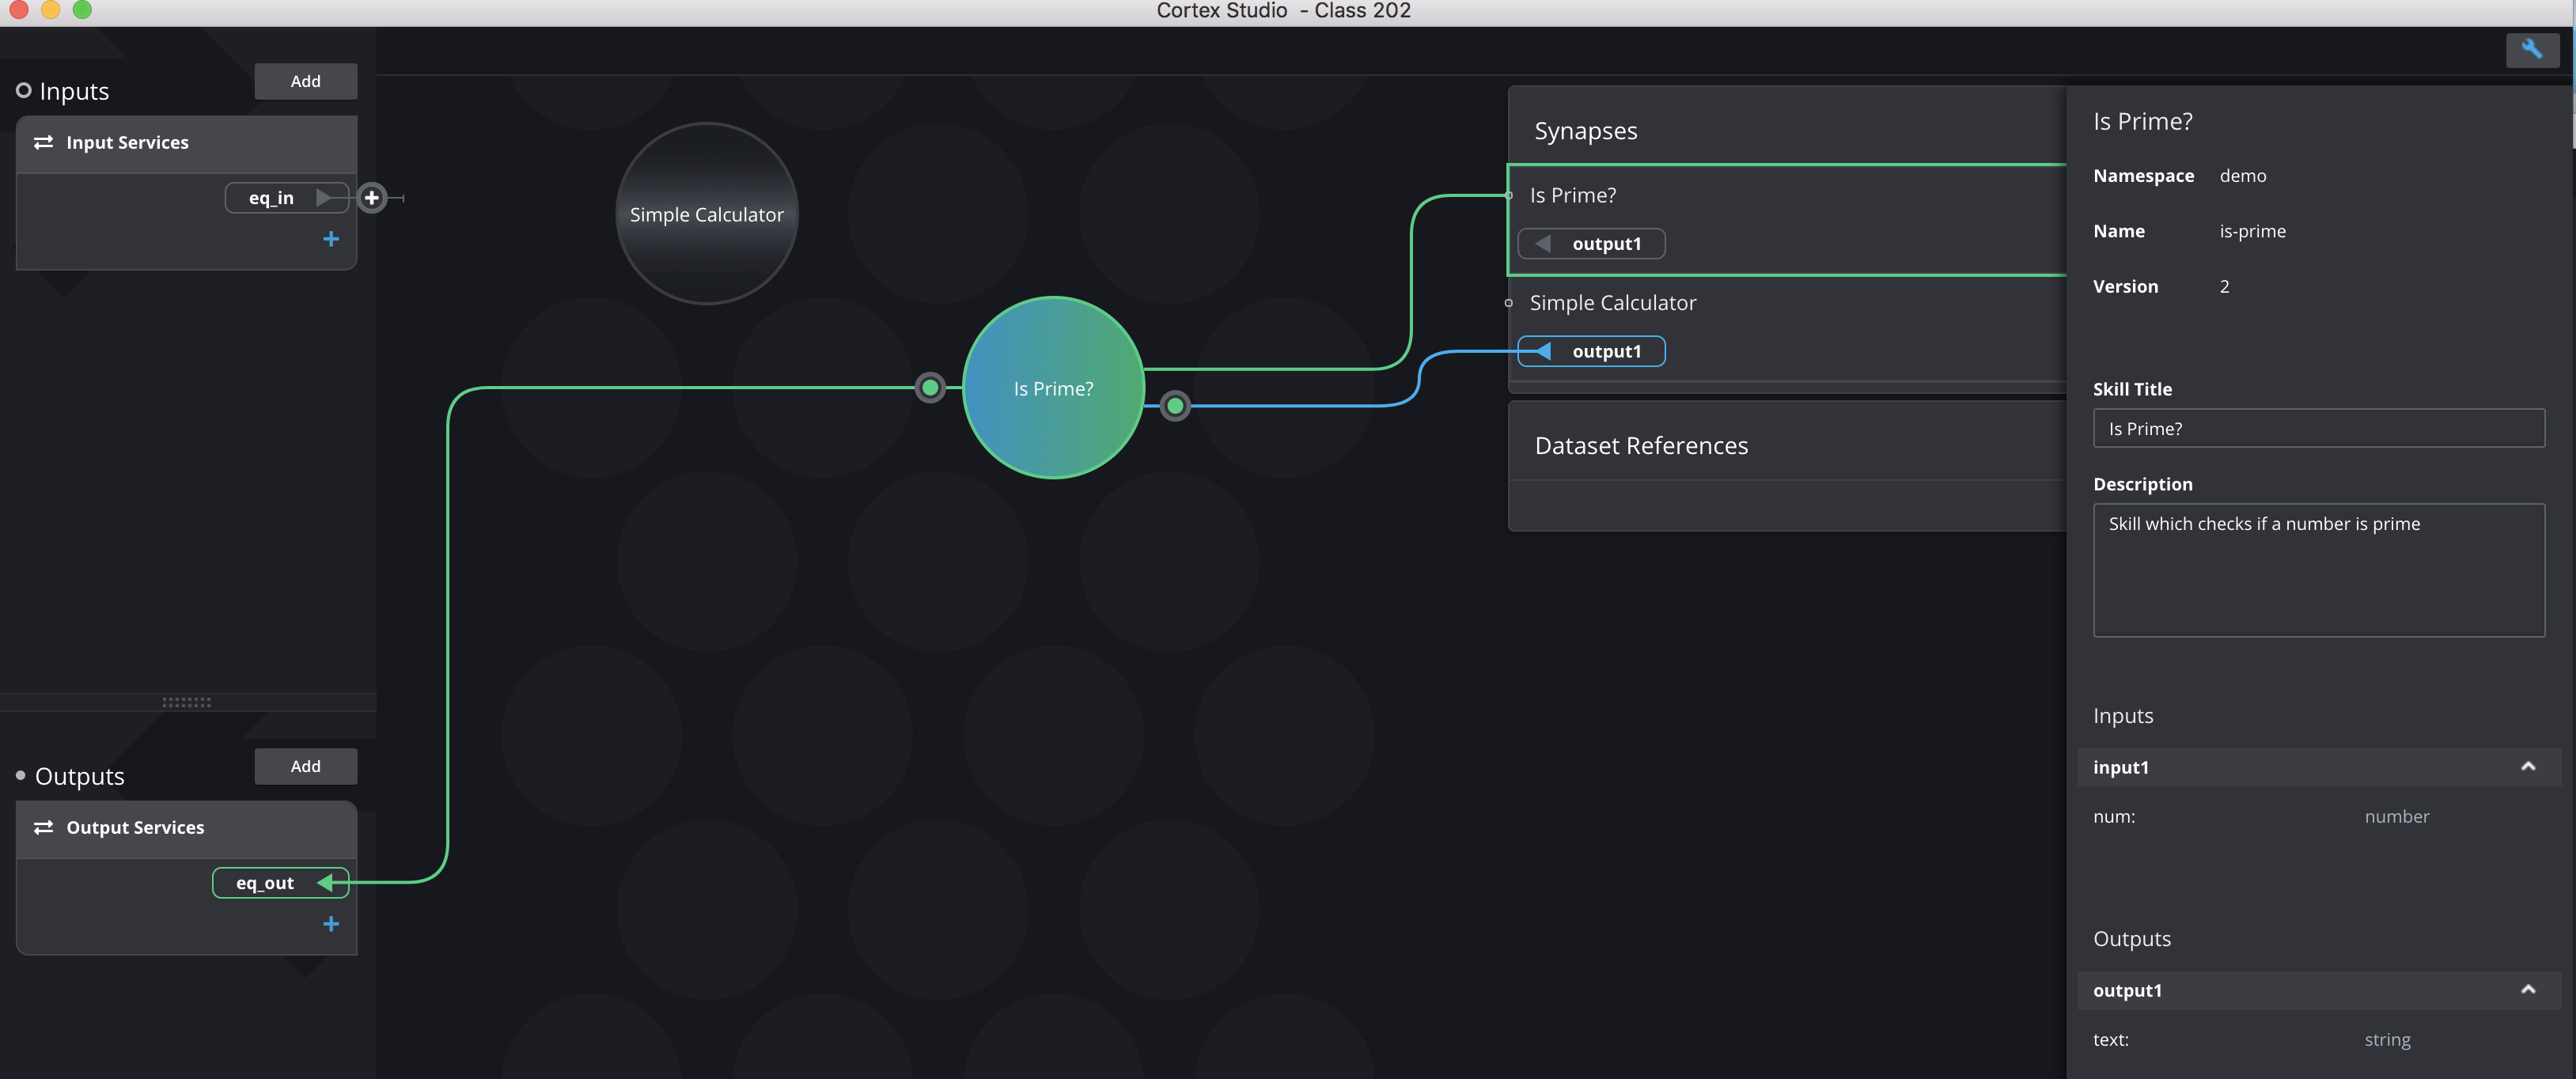 Cortex Studio - Class 202
Inputs
Add
Input Services
eq_in
Outputs
Add
Output Services
eq_out
Simple Calculator
Is Prime?
Synapses
Is Prime?
output1
Simple Calculator
output1
Dataset References
Is Prime?
Namespace demo
Name is-prime
Version 2
Skill Title
Is Prime?
Description
Skill which checks if a number is prime
Inputs
input1
num: number
Outputs
output1
text: string